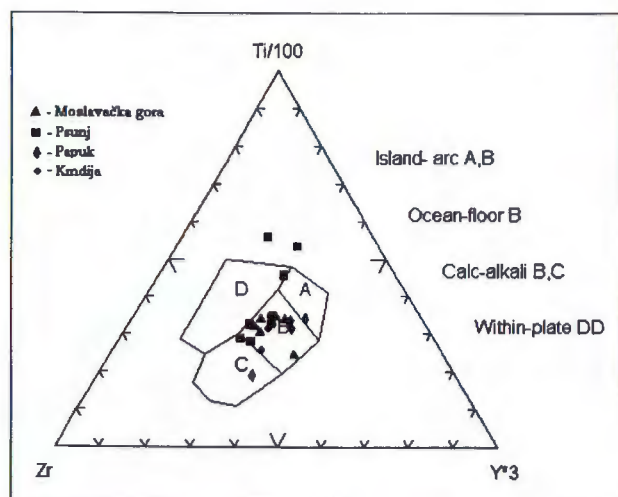 Ti/100
▲ - Moslavačka gora
■ - Psunj
♦ - Papuk
◆ - Krndija
Island- arc A,B
Ocean-floor B
Calc-alkali B,C
Within-plate DD
D
A
B
C
Zr
Y*3